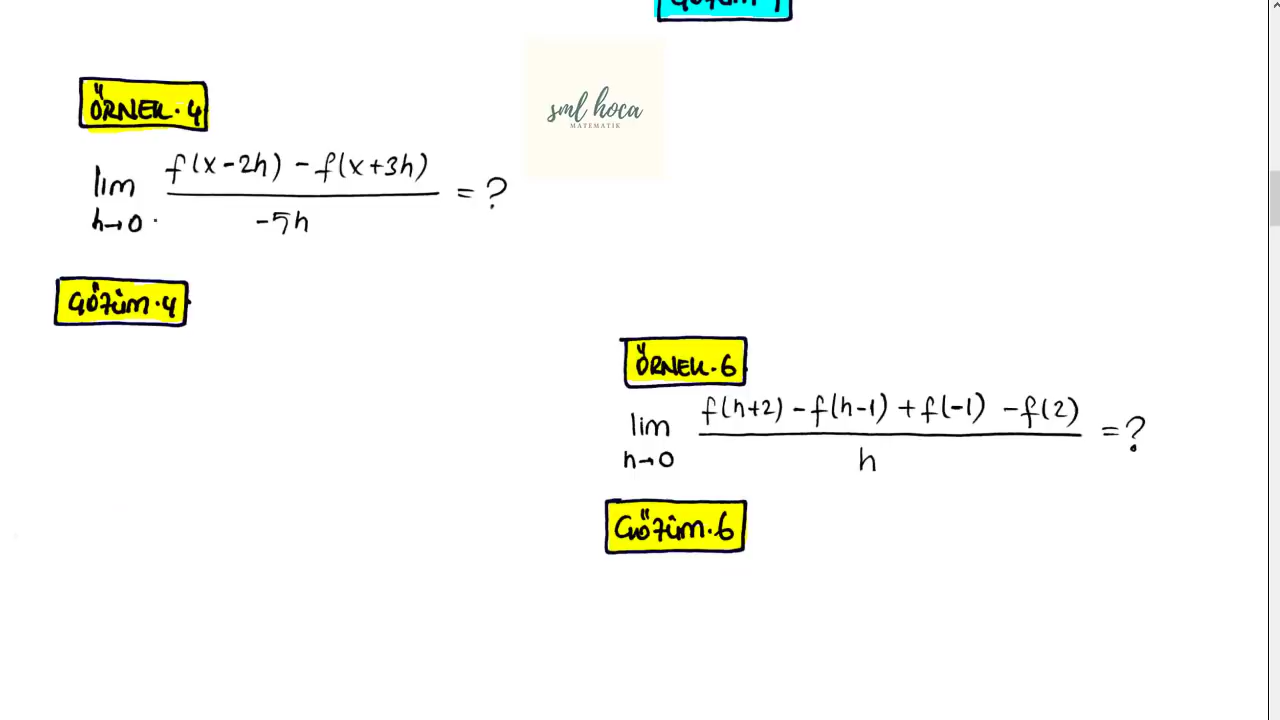 ÖRNEK.4
lim h→0 f(x-2h) - f(x+3h) / -5h = ?
ÇÖZÜM.4
sml hoca
MATEMATIK
ÖRNEK.6
lim h→0 f(h+2) - f(h-1) + f(-1) - f(2) / h = ?
ÇÖZÜM.6